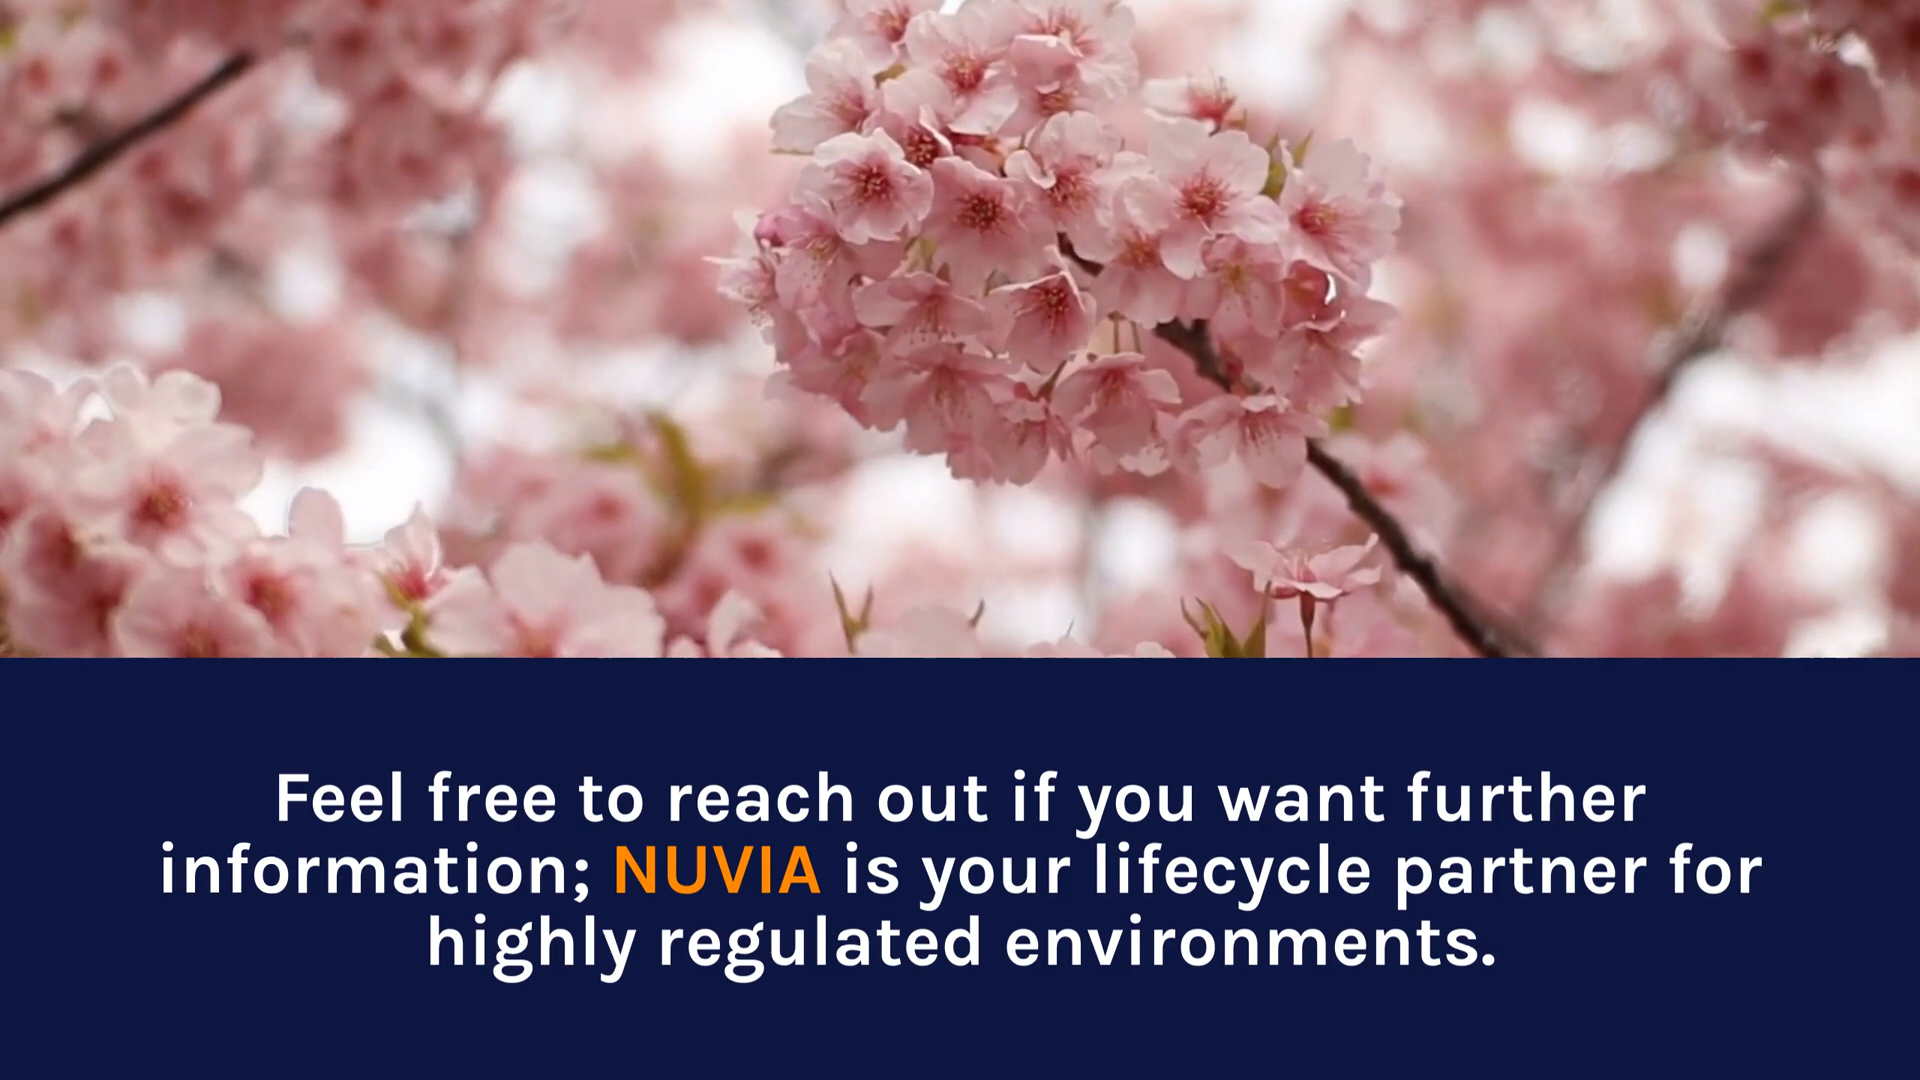 Feel free to reach out if you want further
information; NUVIA is your lifecycle partner for
highly regulated environments.